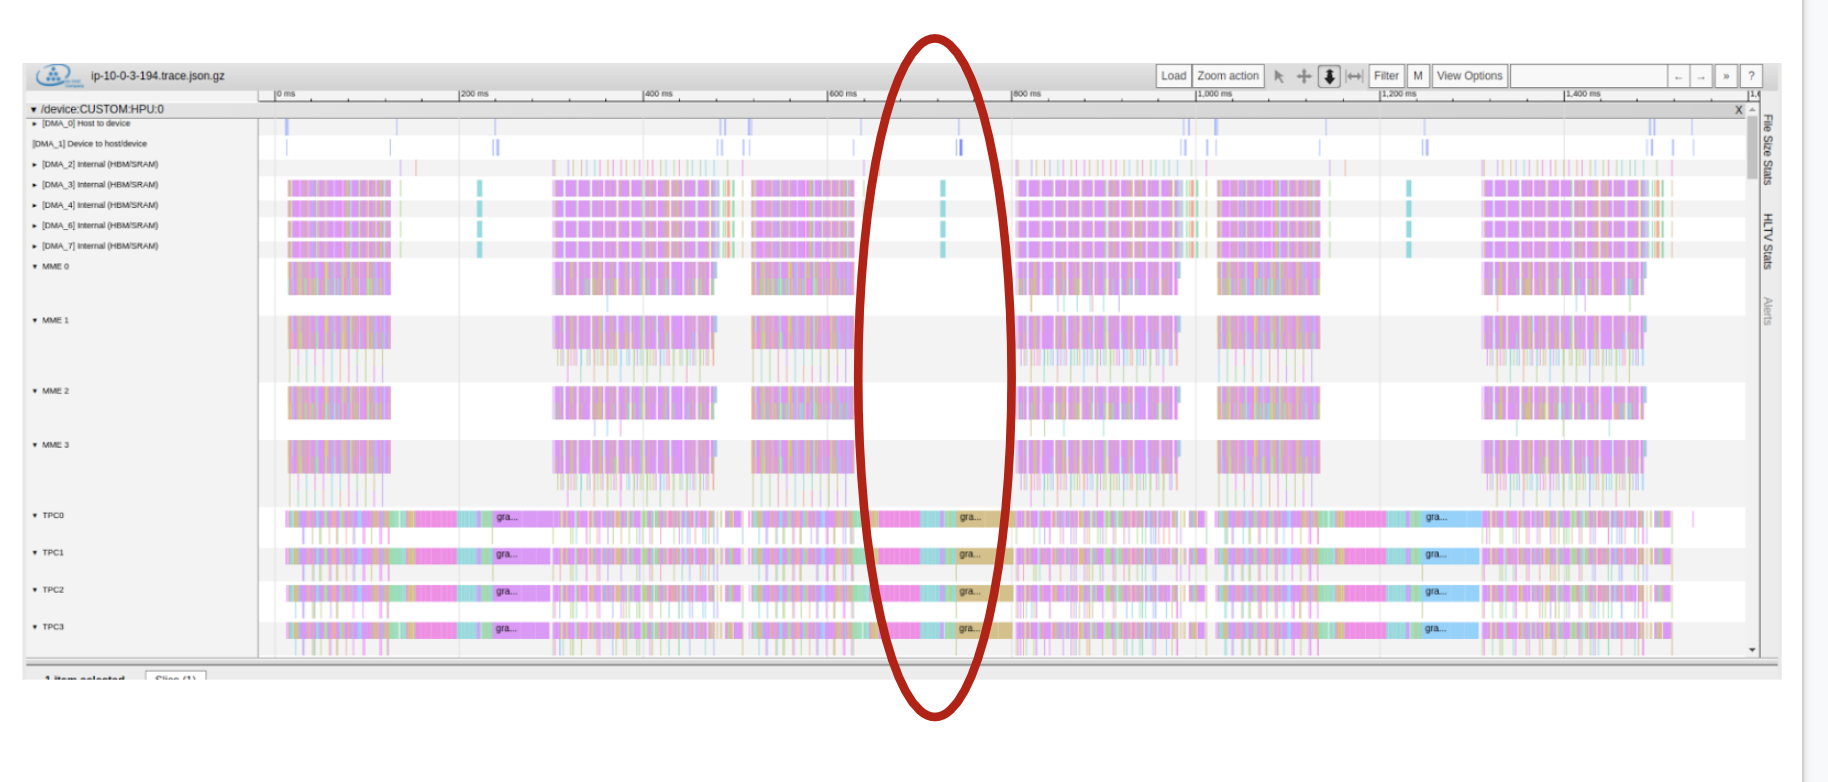 ip-10-0-3-194.trace.json.gz Load Zoom action Filter M View Options ← → » ?
0 ms 200 ms 400 ms 600 ms 800 ms 1,000 ms 1,200 ms 1,400 ms
▾ /device:CUSTOM:HPU:0 X
▸ [DMA_0] Host to device
[DMA_1] Device to host/device
▸ [DMA_2] Internal (HBM/SRAM)
▸ [DMA_3] Internal (HBM/SRAM)
▸ [DMA_4] Internal (HBM/SRAM)
▸ [DMA_6] Internal (HBM/SRAM)
▸ [DMA_7] Internal (HBM/SRAM)
▾ MME 0
▾ MME 1
▾ MME 2
▾ MME 3
▾ TPC0 gra... gra... gra...
▾ TPC1 gra... gra... gra...
▾ TPC2 gra... gra... gra...
▾ TPC3 gra... gra... gra...
1 item selected Slice (1)
File Size Stats
HLTV Stats
Alerts